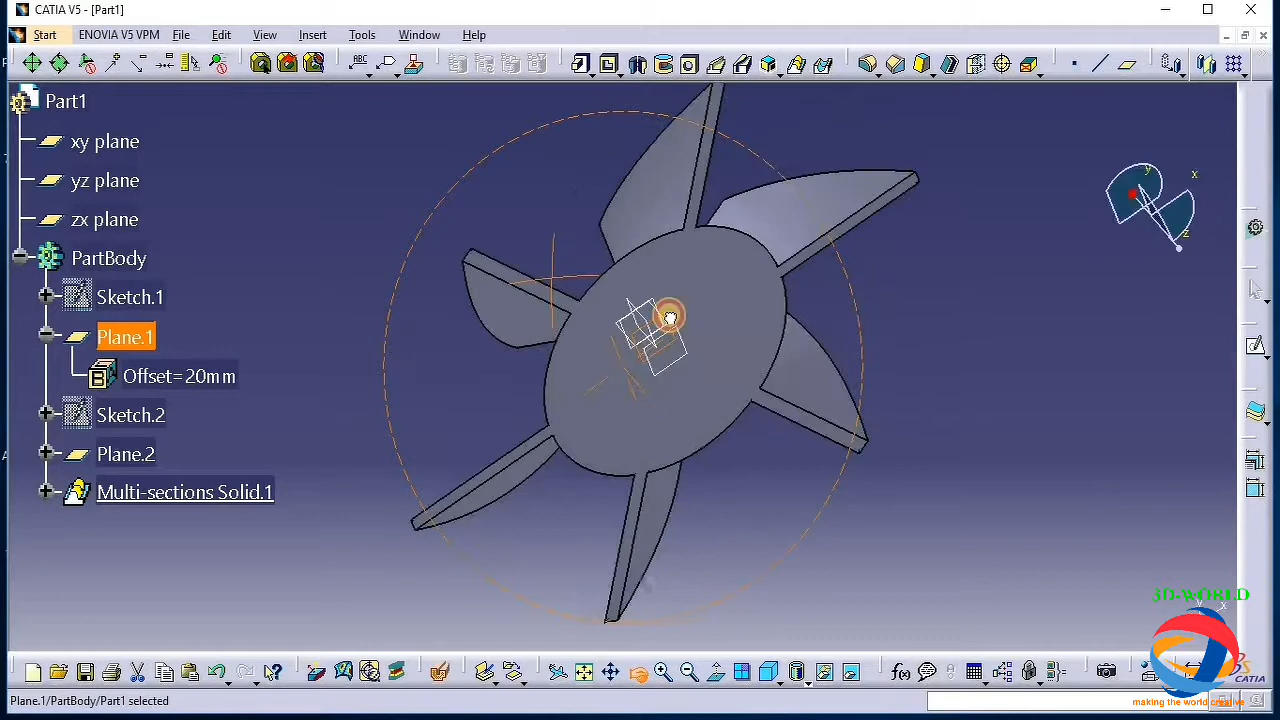 CATIA V5 - [Part1]
Start ENOVIA V5 VPM File Edit View Insert Tools Window Help
ABC
Part1
xy plane
yz plane
zx plane
PartBody
Sketch.1
Plane.1
Offset=20mm
Sketch.2
Plane.2
Multi-sections Solid.1
y
x
z
3D-WORLD
CATIA
making the world creative
Plane.1/PartBody/Part1 selected